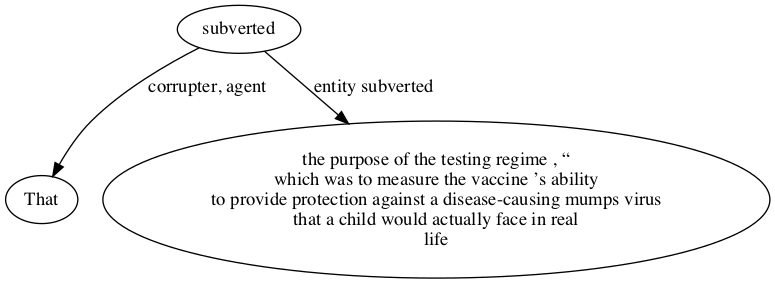 subverted
corrupter, agent
entity subverted
the purpose of the testing regime , “
which was to measure the vaccine ’s ability
to provide protection against a disease-causing mumps virus
that a child would actually face in real
life
That